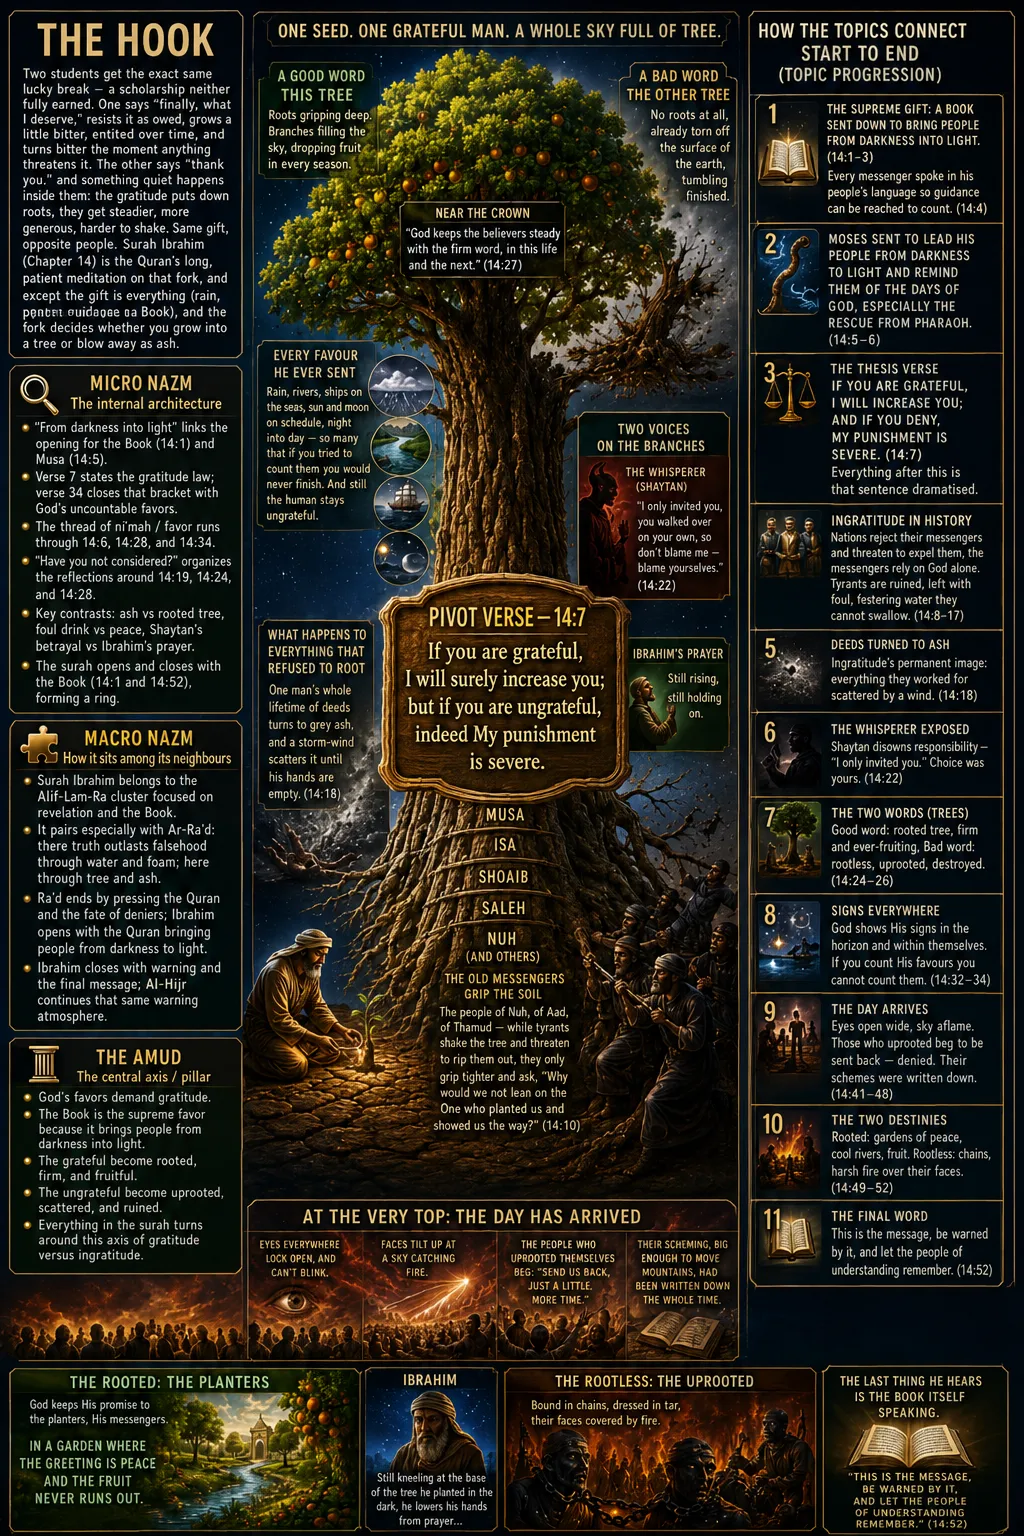 THE HOOK
Two students get the exact same
lucky break — a scholarship neither
fully earned. One says "finally, what
I deserve," resists it as owed, grows a
little bitter, entited over time, and
turns bitter the moment anything
threatens it. The other says "thank
you." and something quiet happens
inside them: the gratitude puts down
roots, they get steadier, more
generous, harder to shake. Same gift,
opposite people. Surah Ibrahim
(Chapter 14) is the Quran's long,
patient meditation on that fork, and
except the gift is everything (rain,
Book), and the
fork decides whether you grow into
a tree or blow away as ash.
MICRO NAZM
The internal architecture
"From darkness into light" links the
opening for the Book (14:1) and
Musa (14:5).
Verse 7 states the gratitude law;
verse 34 closes that bracket with
God's uncountable favors.
The thread of ni'mah / favor runs
through 14:6, 14:28, and 14:34.
"Have you not considered?" organizes
the reflections around 14:19, 14:24,
and 14:28.
Key contrasts: ash vs rooted tree,
foul drink vs peace, Shaytan's
betrayal vs Ibrahim's prayer.
The surah opens and closes with
the Book (14:1 and 14:52),
forming a ring.
MACRO NAZM
How it sits among its neighbours
Surah Ibrahim belongs to the
Alif-Lam-Ra cluster focused on
revelation and the Book.
It pairs especially with Ar-Ra'd:
there truth outlasts falsehood
through water and foam; here
through tree and ash.
Ra'd ends by pressing the Quran
and the fate of deniers; Ibrahim
opens with the Quran bringing
people from darkness to light.
Ibrahim closes with warning and
the final message; Al-Hijr
continues that same warning
atmosphere.
THE AMUD
The central axis / pillar
God's favors demand gratitude.
The Book is the supreme favor
because it brings people from
darkness into light.
The grateful become rooted,
firm, and fruitful.
The ungrateful become uprooted,
scattered, and ruined.
Everything in the surah turns
around this axis of gratitude
versus ingratitude.
ONE SEED. ONE GRATEFUL MAN. A WHOLE SKY FULL OF TREE.
A GOOD WORD
THIS TREE
Roots gripping deep.
Branches filling the
sky, dropping fruit
in every season.
A BAD WORD
THE OTHER TREE
No roots at all,
already torn off
the surface of
the earth,
tumbling
finished.
NEAR THE CROWN
"God keeps the believers steady
with the firm word, in this life
and the next." (14:27)
EVERY FAVOUR
HE EVER SENT
Rain, rivers, ships on
the seas, sun and moon
on schedule, night
into day — so many
that if you tried to
count them you would
never finish. And still
the human stays
ungrateful.
TWO VOICES
ON THE BRANCHES
THE WHISPERER
(SHAYTAN)
"I only invited you,
you walked over
on your own, so
don't blame me —
blame yourselves."
(14:22)
PIVOT VERSE — 14:7
If you are grateful,
I will surely increase you;
but if you are ungrateful,
indeed My punishment
is severe.
WHAT HAPPENS TO
EVERYTHING THAT
REFUSED TO ROOT
One man's whole
lifetime of deeds
turns to grey ash,
and a storm-wind
scatters it until
his hands are
empty. (14:18)
IBRAHIM'S PRAYER
Still rising,
still holding
on.
MUSA
ISA
SHOAIB
SALEH
NUH
(AND OTHERS)
THE OLD MESSENGERS
GRIP THE SOIL
The people of Nuh, of Aad,
of Thamud — while tyrants
shake the tree and threaten
to rip them out, they only
grip tighter and ask, "Why
would we not lean on the
One who planted us and
showed us the way?" (14:10)
AT THE VERY TOP: THE DAY HAS ARRIVED
EYES EVERYWHERE
LOCK OPEN, AND
CAN'T BLINK.
FACES TILT UP AT
A SKY CATCHING
FIRE.
THE PEOPLE WHO
UPROOTED THEMSELVES
BEG: "SEND US BACK,
JUST A LITTLE.
MORE TIME."
THEIR SCHEMING, BIG
ENOUGH TO MOVE
MOUNTAINS, HAD
BEEN WRITTEN DOWN
THE WHOLE TIME.
HOW THE TOPICS CONNECT
START TO END
(TOPIC PROGRESSION)
1
THE SUPREME GIFT: A BOOK
SENT DOWN TO BRING PEOPLE
FROM DARKNESS INTO LIGHT.
(14:1–3)
Every messenger spoke in his
people's language so guidance
can be reached to count. (14:4)
2
MOSES SENT TO LEAD HIS
PEOPLE FROM DARKNESS
TO LIGHT AND REMIND
THEM OF THE DAYS OF
GOD, ESPECIALLY THE
RESCUE FROM PHARAOH.
(14:5–6)
3
THE THESIS VERSE
IF YOU ARE GRATEFUL,
I WILL INCREASE YOU;
AND IF YOU DENY,
MY PUNISHMENT IS
SEVERE. (14:7)
Everything after this is
that sentence dramatised.
INGRATITUDE IN HISTORY
Nations reject their messengers
and threaten to expel them, the
messengers rely on God alone.
Tyrants are ruined, left with
foul, festering water they
cannot swallow. (14:8–17)
5
DEEDS TURNED TO ASH
Ingratitude's permanent image:
everything they worked for
scattered by a wind. (14:18)
6
THE WHISPERER EXPOSED
Shaytan disowns responsibility —
"I only invited you." Choice was
yours. (14:22)
7
THE TWO WORDS (TREES)
Good word: rooted tree, firm
and ever-fruiting, Bad word:
rootless, uprooted, destroyed.
(14:24–26)
8
SIGNS EVERYWHERE
God shows His signs in the
horizon and within themselves.
If you count His favours you
cannot count them. (14:32–34)
9
THE DAY ARRIVES
Eyes open wide, sky aflame.
Those who uprooted beg to be
sent back — denied. Their
schemes were written down.
(14:41–48)
10
THE TWO DESTINIES
Rooted: gardens of peace,
cool rivers, fruit. Rootless: chains,
harsh fire over their faces.
(14:49–52)
11
THE FINAL WORD
This is the message, be warned
by it, and let the people of
understanding remember. (14:52)
THE ROOTED: THE PLANTERS
God keeps His promise to
the planters, His messengers.
IN A GARDEN WHERE
THE GREETING IS PEACE
AND THE FRUIT
NEVER RUNS OUT.
IBRAHIM
Still kneeling at the base
of the tree he planted in the
dark, he lowers his hands
from prayer...
THE ROOTLESS: THE UPROOTED
Bound in chains, dressed in tar,
their faces covered by fire.
THE LAST THING HE HEARS
IS THE BOOK ITSELF
SPEAKING.
"THIS IS THE MESSAGE,
BE WARNED BY IT,
AND LET THE PEOPLE
OF UNDERSTANDING
REMEMBER." (14:52)